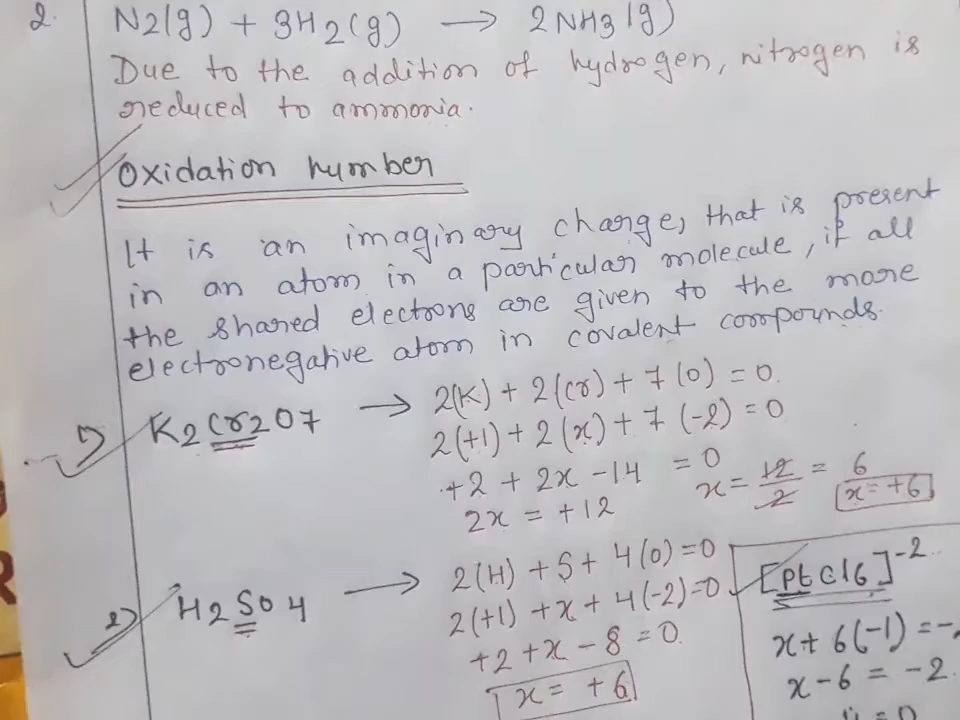 2. N2(g) + 3H2(g) → 2NH3(g)
Due to the addition of hydrogen, nitrogen is
reduced to ammonia.
Oxidation number
It is an imaginary charge, that is present
in an atom in a particular molecule, if all
the shared electrons are given to the more
electronegative atom in covalent compounds.
1) K2Cr2O7 → 2(K) + 2(Cr) + 7(O) = 0
2(+1) + 2(x) + 7(-2) = 0
+2 + 2x - 14 = 0
2x = +12
x = 12/2 = 6
x = +6
2) H2SO4 → 2(H) + S + 4(O) = 0
2(+1) + x + 4(-2) = 0
+2 + x - 8 = 0
x = +6
[PtCl6]-2
x + 6(-1) = -
x - 6 = -2